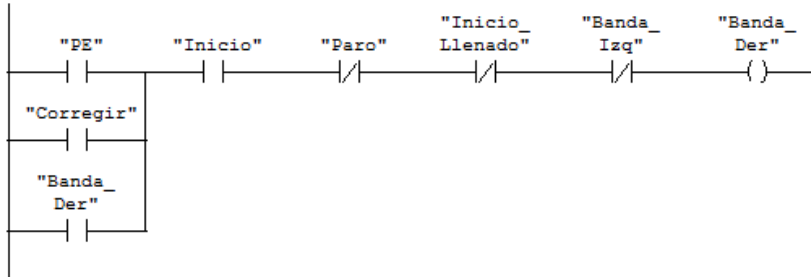 "Inicio_ "Banda_ "Banda_
"PE" "Inicio" "Paro" Llenado" Izq" Der"
"Corregir"
"Banda_
Der"